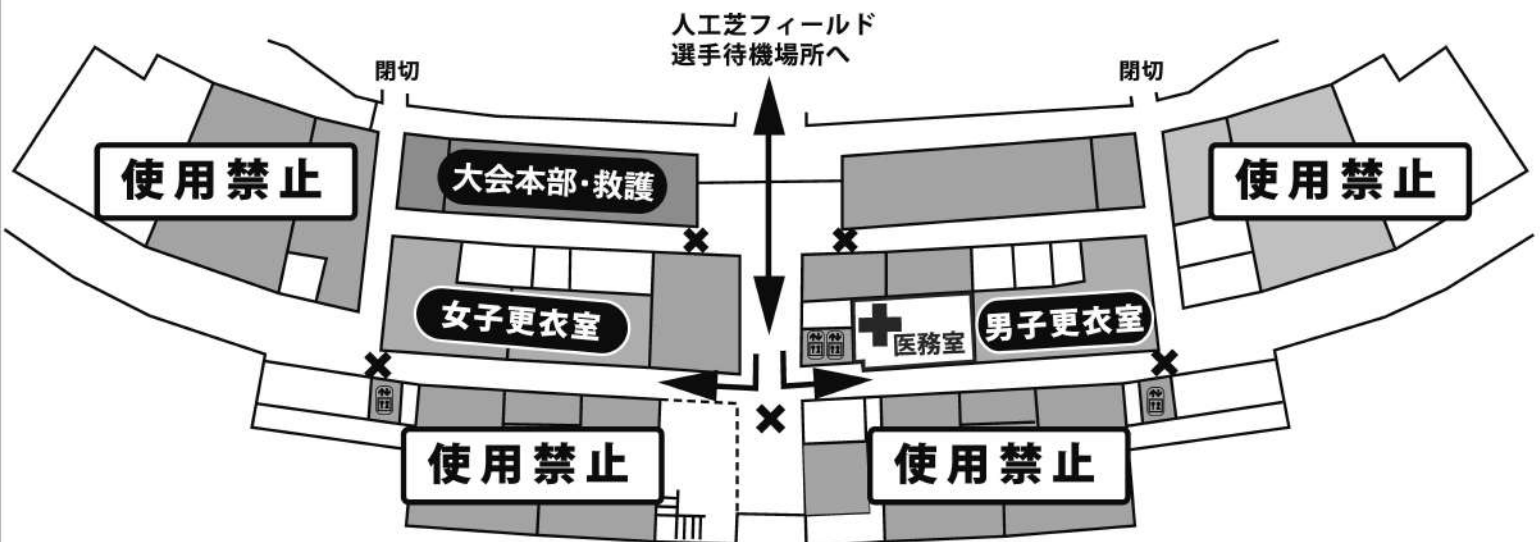 人工芝フィールド
選手待機場所へ
閉切
閉切
使用禁止
大会本部･救護
使用禁止
女子更衣室
医務室
男子更衣室
使用禁止
使用禁止